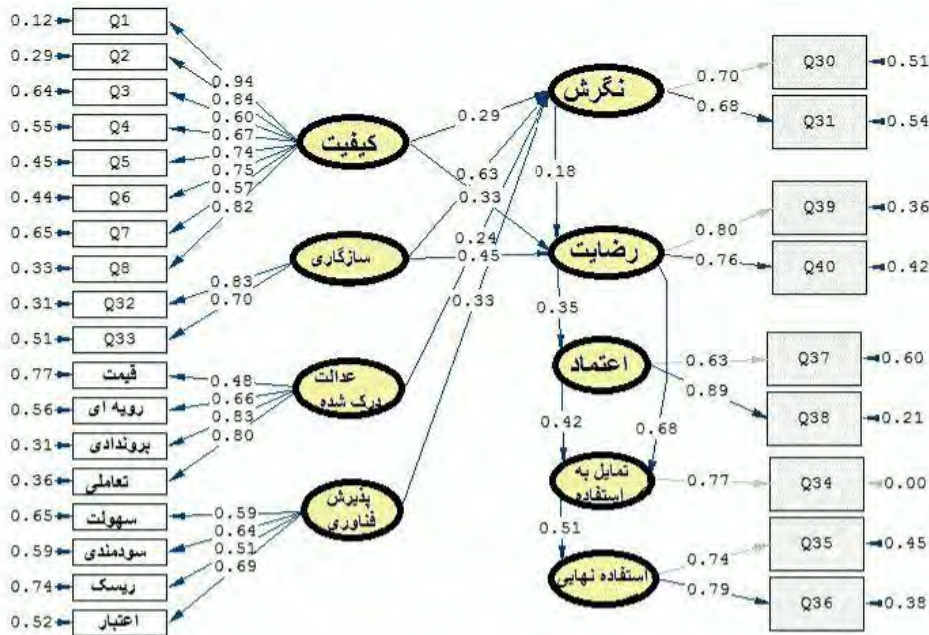 0.12 Q1
0.29 Q2
0.64 Q3
0.55 Q4
0.45 Q5
0.44 Q6
0.65 Q7
0.33 Q8
0.31 Q32
0.51 Q33
0.77 قیمت
0.56 رویه ای
0.31 بروندادی
0.36 تعاملی
0.65 سهولت
0.59 سودمندی
0.74 ریسک
0.52 اعتبار
0.94
0.84
0.60
0.67
0.74
0.75
0.57
0.82
0.83
0.70
0.48
0.66
0.83
0.80
0.59
0.64
0.51
0.69
کیفیت
سازگاری
عدالت
درک شده
پذیرش
فناوری
0.29
0.63
0.33
0.24
0.45
0.33
نگرش
0.18
رضایت
0.35
اعتماد
0.42
0.68
تمایل به
استفاده
0.51
استفاده نهایی
0.70 Q30 0.51
0.68 Q31 0.54
0.80 Q39 0.36
0.76 Q40 0.42
0.63 Q37 0.60
0.89 Q38 0.21
0.77 Q34 0.00
0.74 Q35 0.45
0.79 Q36 0.38